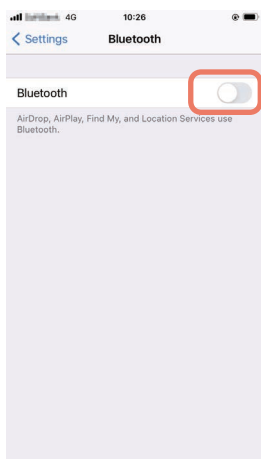 4G 10:26
Settings Bluetooth
Bluetooth
AirDrop, AirPlay, Find My, and Location Services use
Bluetooth.